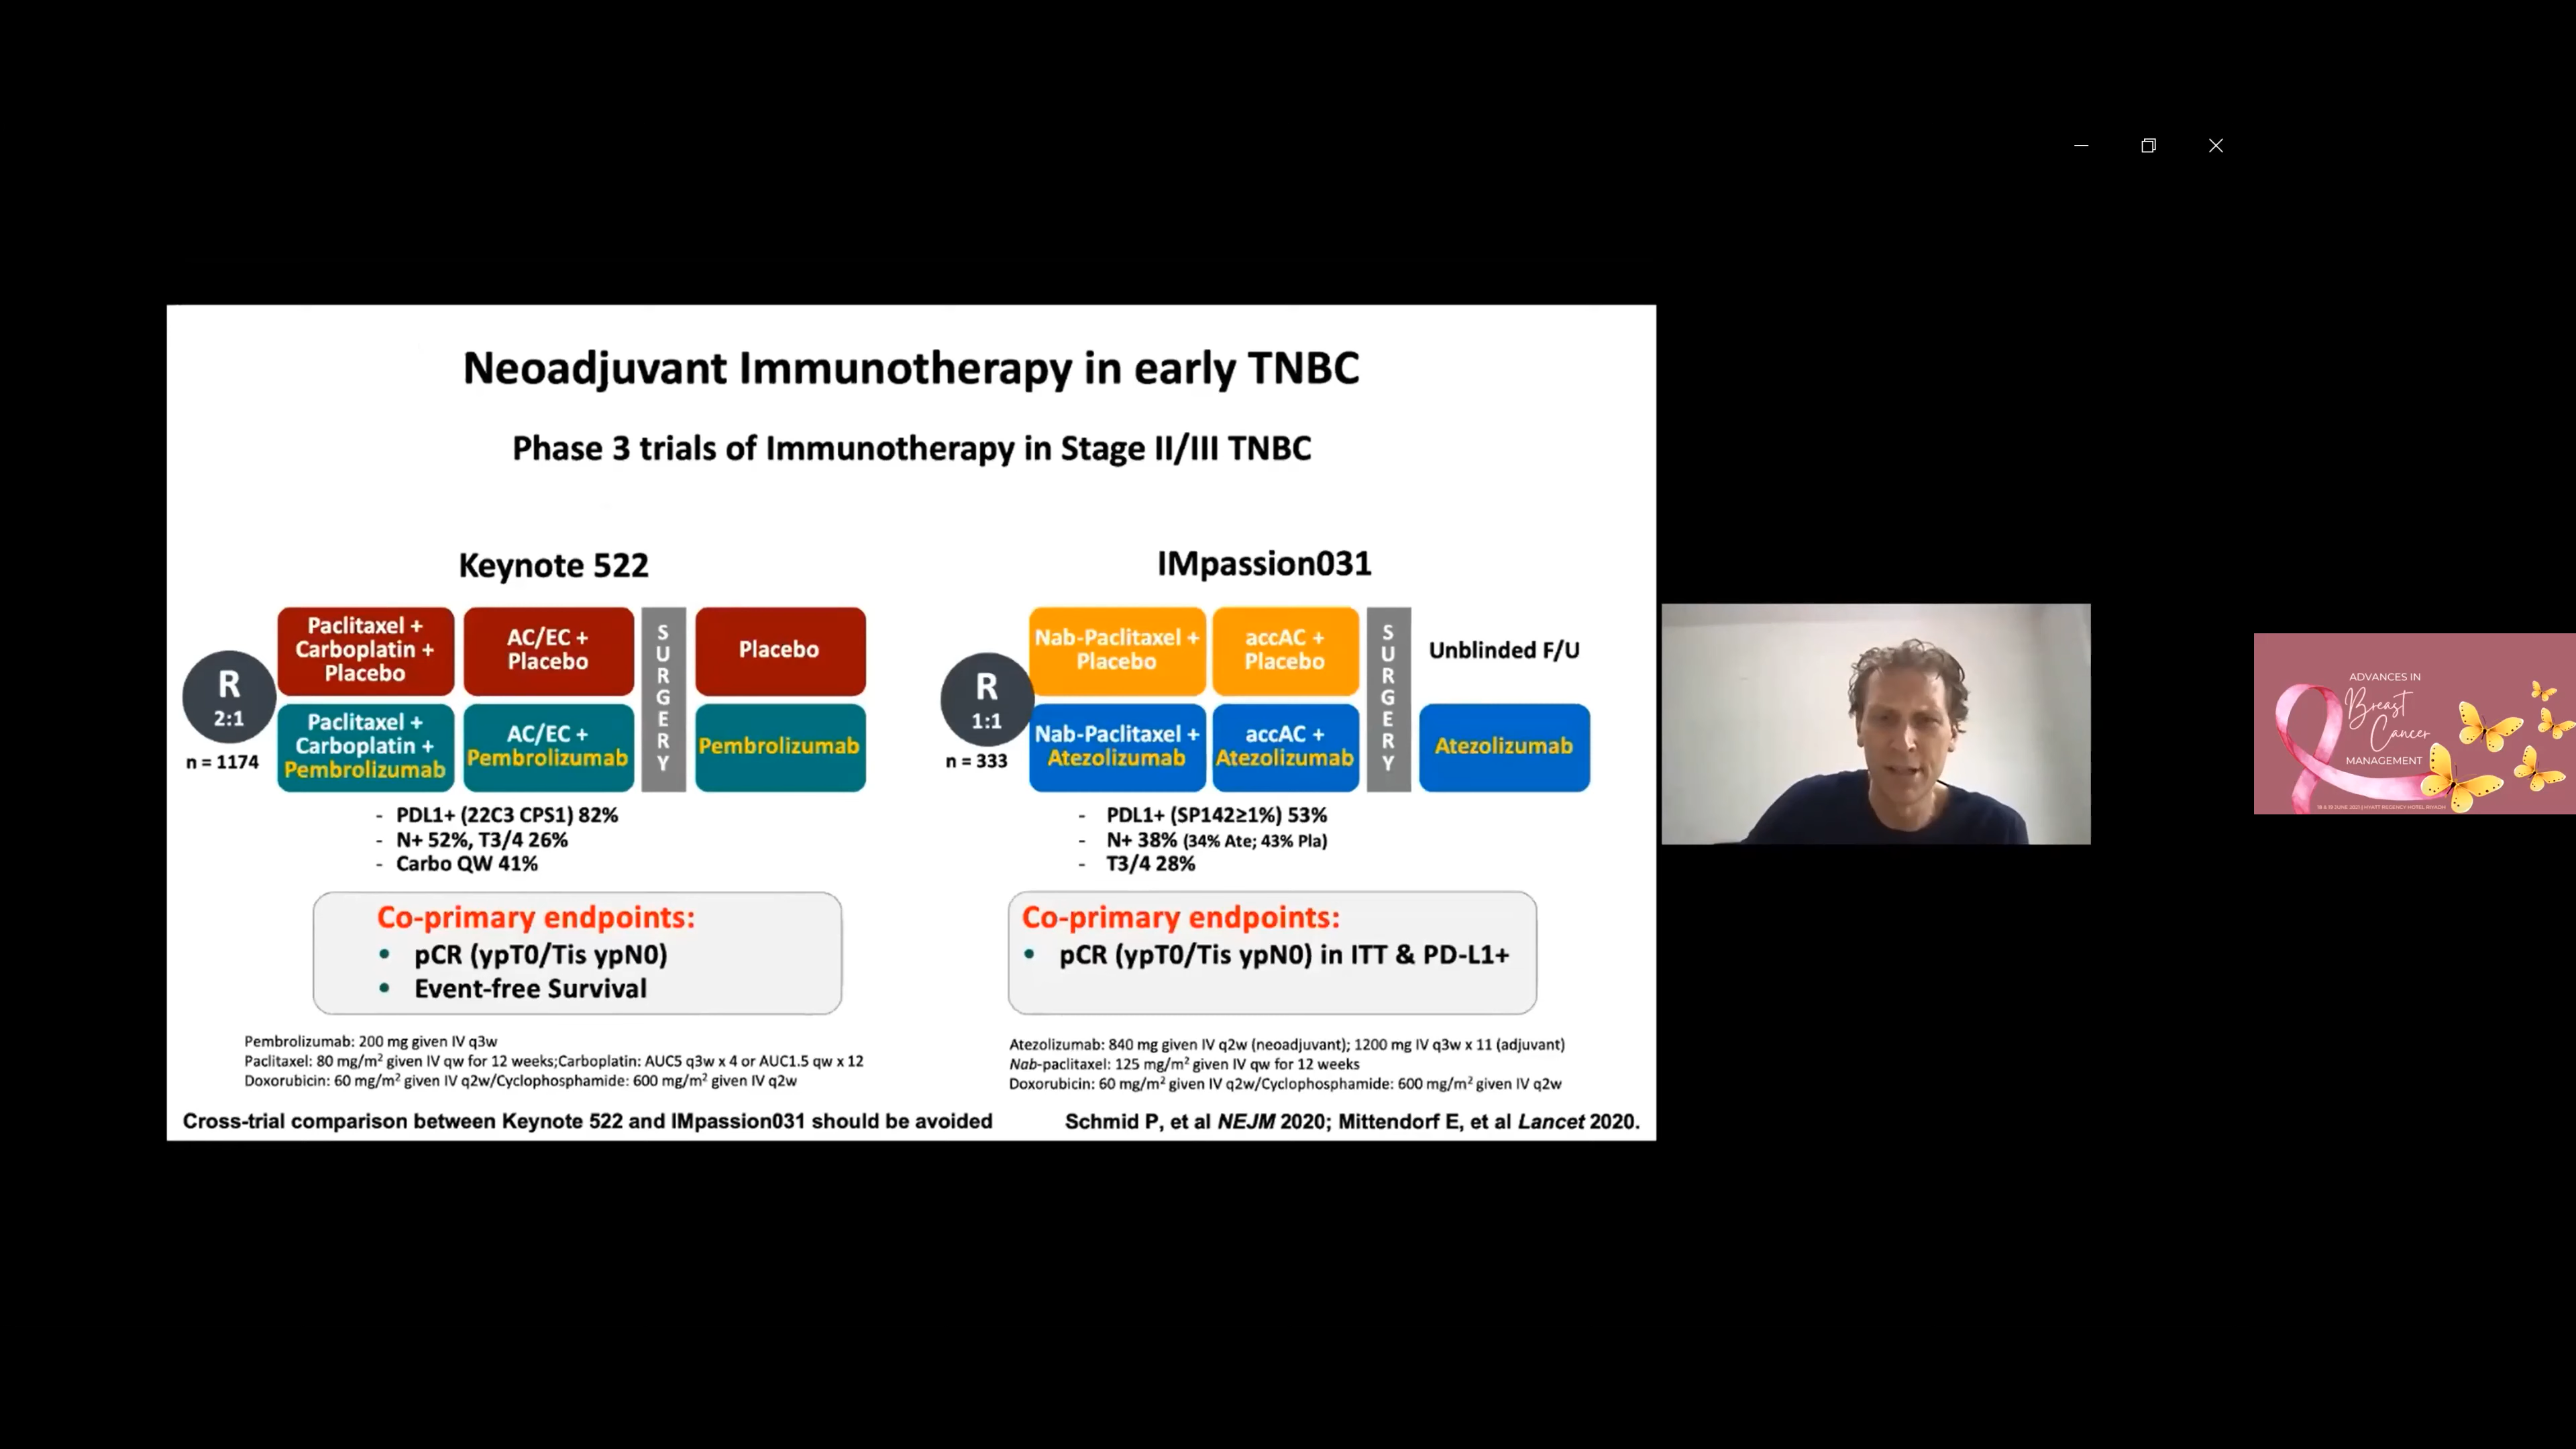 Neoadjuvant Immunotherapy in early TNBC
Phase 3 trials of Immunotherapy in Stage II/III TNBC
Keynote 522
R
2:1
n = 1174
Paclitaxel +
Carboplatin +
Placebo
AC/EC +
Placebo
SURGERY
Placebo
Paclitaxel +
Carboplatin +
Pembrolizumab
AC/EC +
Pembrolizumab
Pembrolizumab
- PDL1+ (22C3 CPS1) 82%
- N+ 52%, T3/4 26%
- Carbo QW 41%
Co-primary endpoints:
• pCR (ypT0/Tis ypN0)
• Event-free Survival
Pembrolizumab: 200 mg given IV q3w
Paclitaxel: 80 mg/m² given IV qw for 12 weeks;Carboplatin: AUC5 q3w x 4 or AUC1.5 qw x 12
Doxorubicin: 60 mg/m² given IV q2w/Cyclophosphamide: 600 mg/m² given IV q2w
IMpassion031
R
1:1
n = 333
Nab-Paclitaxel +
Placebo
accAC +
Placebo
SURGERY
Unblinded F/U
Nab-Paclitaxel +
Atezolizumab
accAC +
Atezolizumab
Atezolizumab
- PDL1+ (SP142≥1%) 53%
- N+ 38% (34% Ate; 43% Pla)
- T3/4 28%
Co-primary endpoints:
• pCR (ypT0/Tis ypN0) in ITT & PD-L1+
Atezolizumab: 840 mg given IV q2w (neoadjuvant); 1200 mg IV q3w x 11 (adjuvant)
Nab-paclitaxel: 125 mg/m² given IV qw for 12 weeks
Doxorubicin: 60 mg/m² given IV q2w/Cyclophosphamide: 600 mg/m² given IV q2w
Cross-trial comparison between Keynote 522 and IMpassion031 should be avoided
Schmid P, et al NEJM 2020; Mittendorf E, et al Lancet 2020.
ADVANCES IN
Breast
Cancer
MANAGEMENT
18 & 19 JUNE 2021 | HYATT REGENCY HOTEL RIYADH